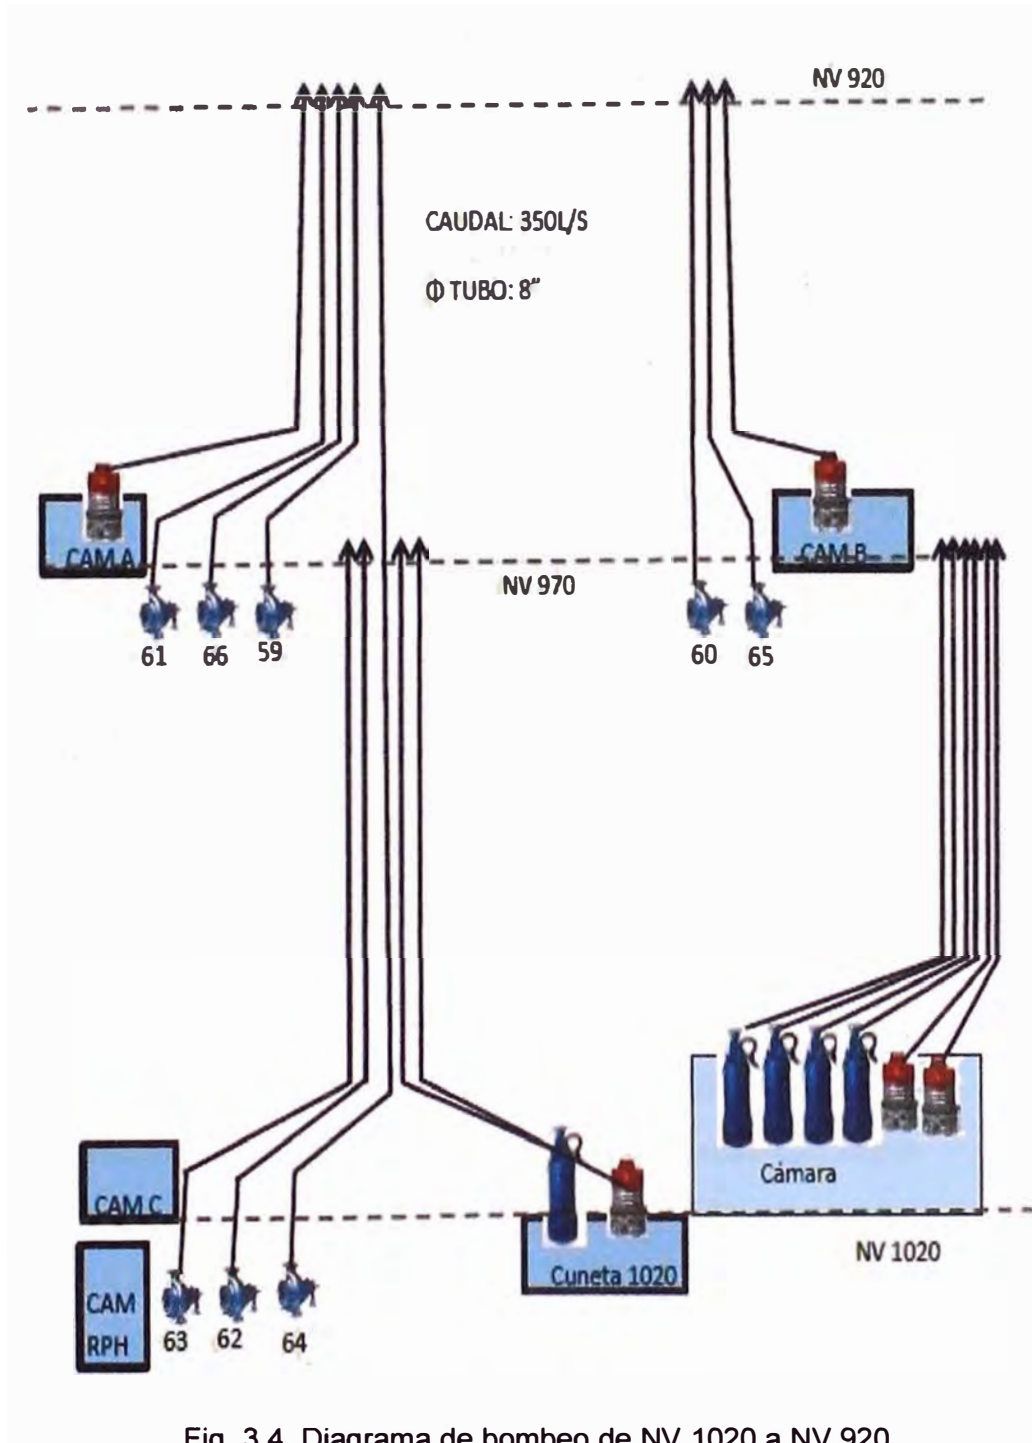 NV 920
CAUDAL: 350L/S
Φ TUBO: 8"
CAM A
CAM B
NV 970
61 66 59
60 65
Cámara
CAM C
NV 1020
Cuneta 1020
CAM
RPH
63 62 64
Fig. 3.4 Diagrama de bombeo de NV 1020 a NV 920